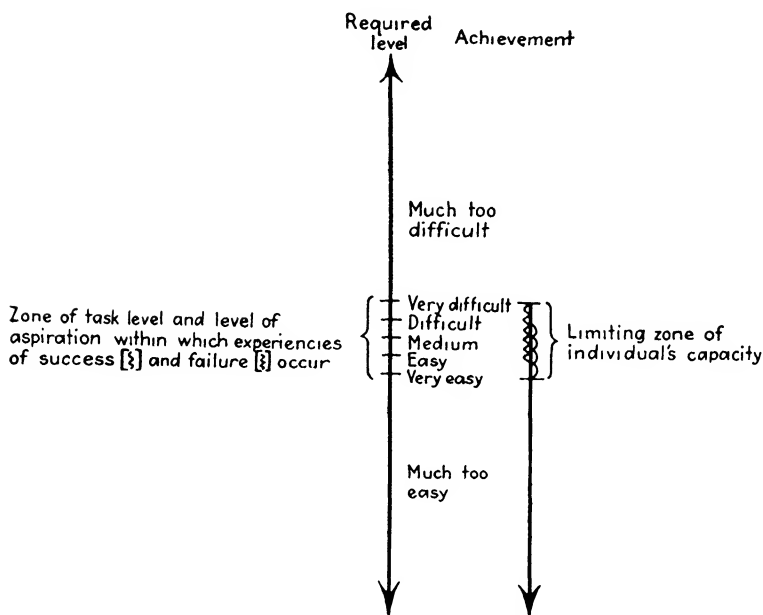 Required
level
Achievement
Much too
difficult
Zone of task level and level of
aspiration within which experiencies
of success [⧙] and failure [⧙] occur
Very difficult
Difficult
Medium
Easy
Very easy
Limiting zone of
individual's capacity
Much too
easy